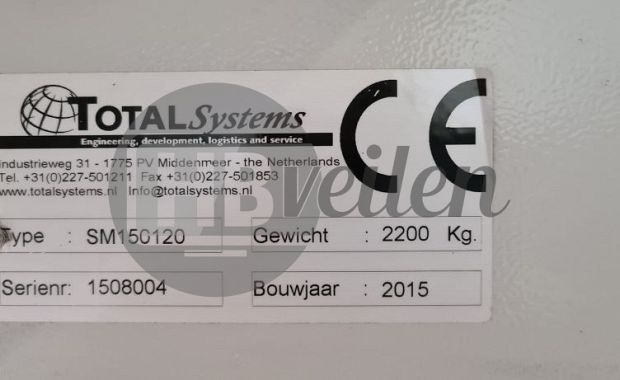 TOTAL Systems
Engineering, development, logistics and service
Industrieweg 31 - 1775 PV Middenmeer - the Netherlands
Tel. +31(0)227-501211 Fax +31(0)227-501853
www.totalsystems.nl Info@totalsystems.nl
CE
HB veilen
Type : SM150120 Gewicht : 2200 Kg.
Serienr: 1508004 Bouwjaar : 2015